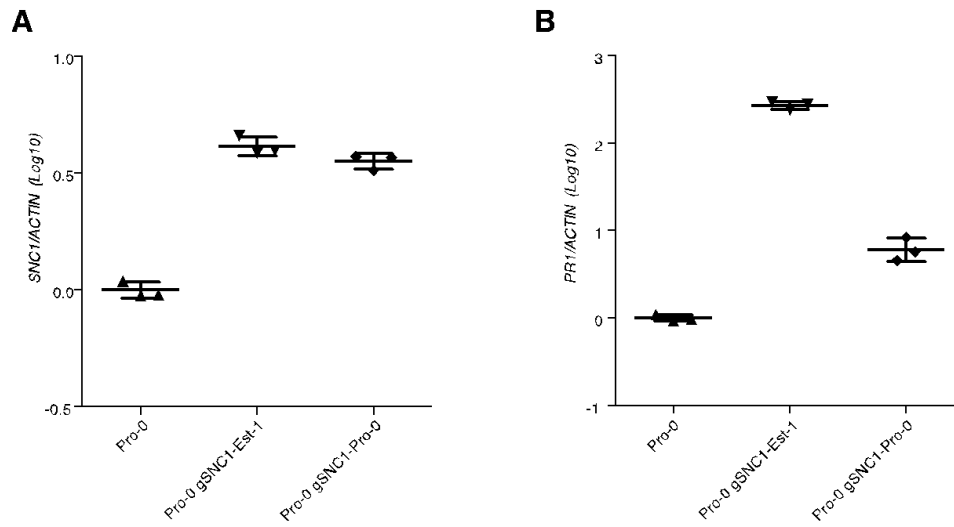 A
SNC1/ACTIN (Log10)
1.0
0.5
0.0
-0.5
Pro-0
Pro-0 gSNC1-Est-1
Pro-0 gSNC1-Pro-0
B
PR1/ACTIN (Log10)
3
2
1
0
-1
Pro-0
Pro-0 gSNC1-Est-1
Pro-0 gSNC1-Pro-0